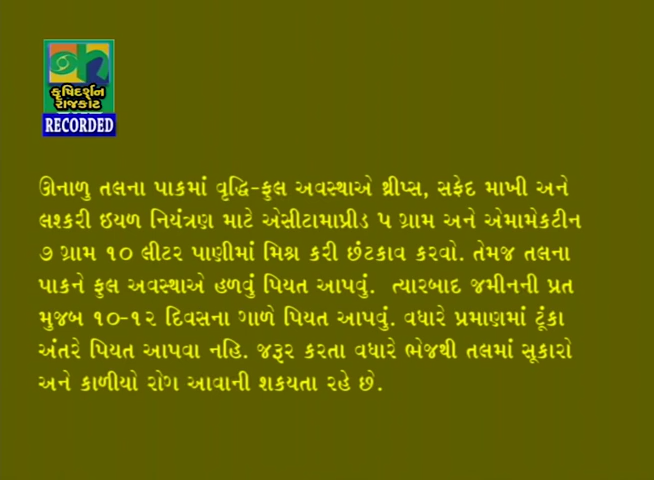 કૃષિદર્શન
રાજકોટ
RECORDED
ઊનાળુ તલના પાકમાં વૃદ્ધિ-ફુલ અવસ્થાએ થ્રીપ્સ, સફેદ માખી અને
લશ્કરી ઇયળ નિયંત્રણ માટે એસીટામાપ્રીડ ૫ ગ્રામ અને એમામેક્ટીન
૭ ગ્રામ ૧૦ લીટર પાણીમાં મિશ્ર કરી છંટકાવ કરવો. તેમજ તલના
પાકને ફુલ અવસ્થાએ હળવું પિયત આપવું. ત્યારબાદ જમીનની પ્રત
મુજબ ૧૦-૧૨ દિવસના ગાળે પિયત આપવું. વધારે પ્રમાણમાં ટૂંકા
અંતરે પિયત આપવા નહિ. જરૂર કરતા વધારે ભેજથી તલમાં સૂકારો
અને કાળીયો રોગ આવાની શકયતા રહે છે.